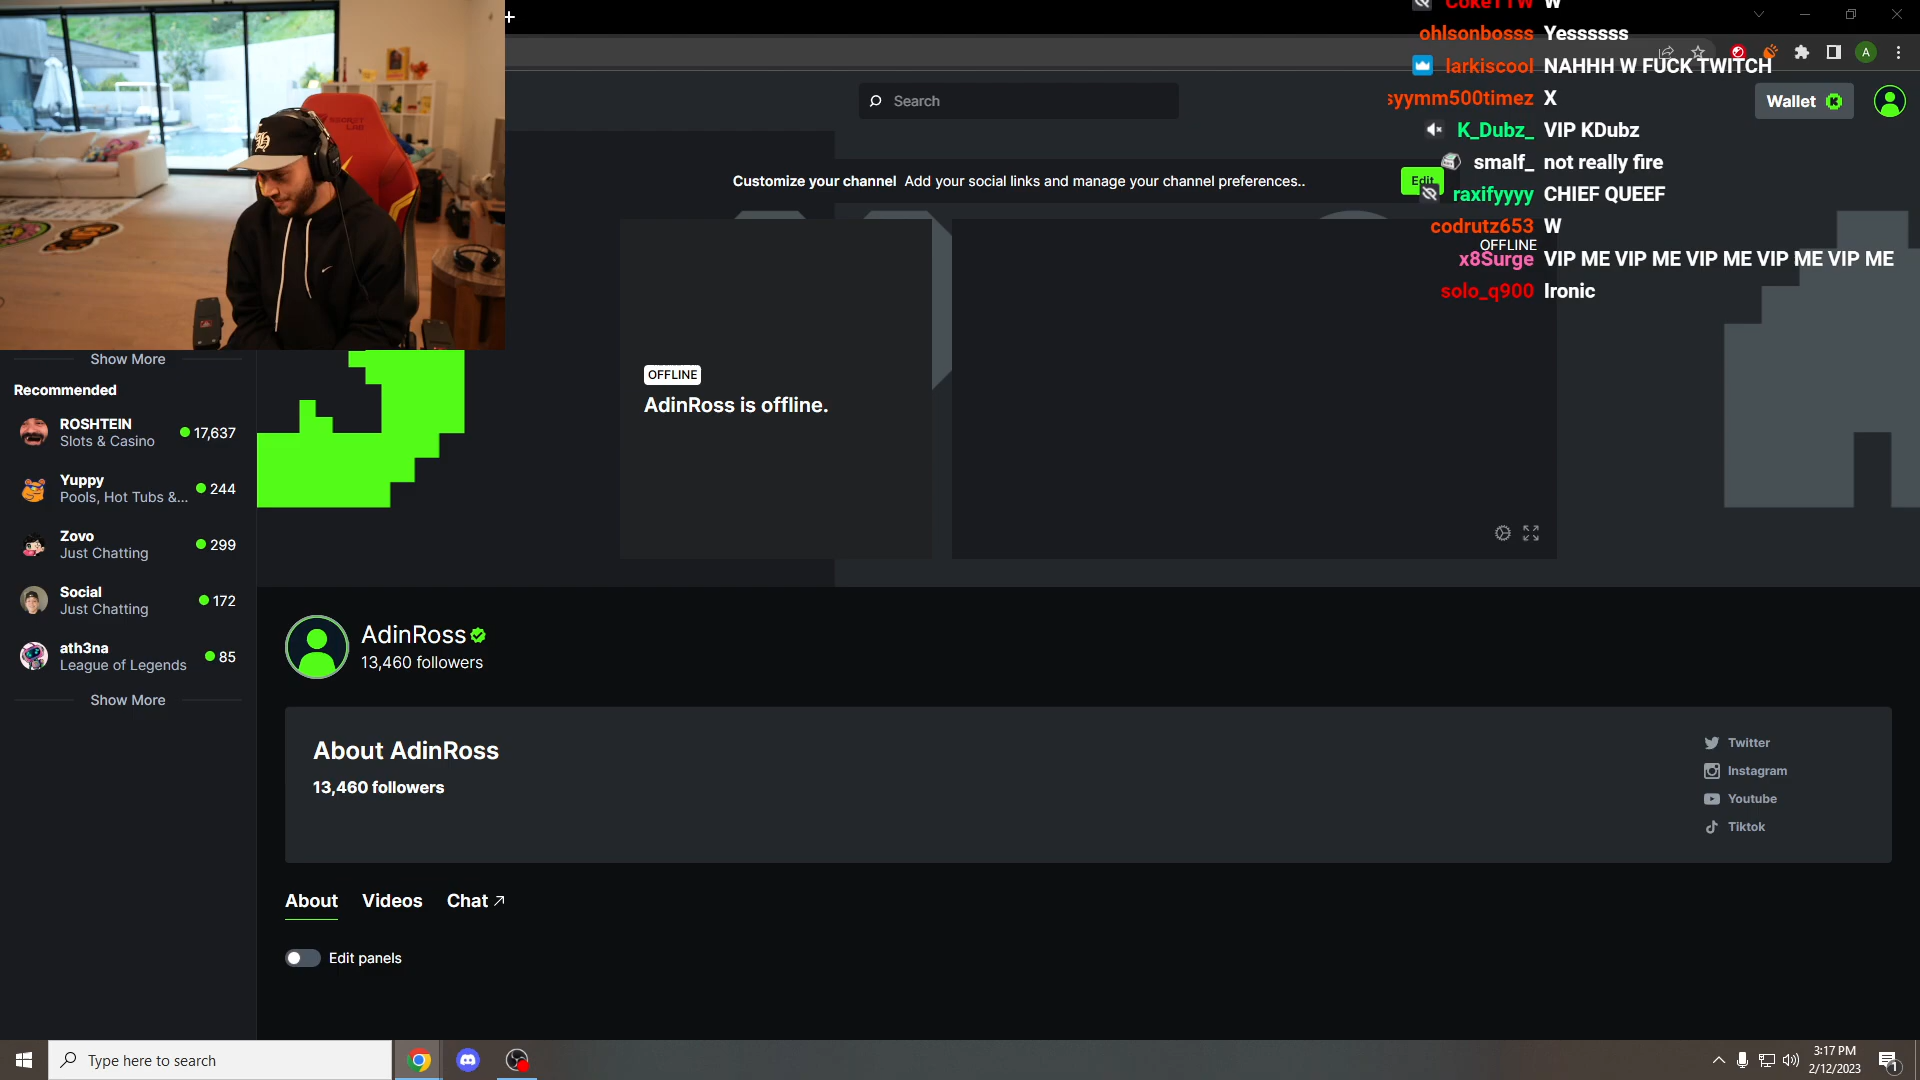 CokeTTW W
ohlsonbosss Yessssss
larkiscool NAHHH W FUCK TWITCH
syymm500timez X
K_Dubz_ VIP KDubz
smalf_ not really fire
raxifyyyy CHIEF QUEEF
codrutz653 W
OFFLINE
x8Surge VIP ME VIP ME VIP ME VIP ME VIP ME
solo_q900 Ironic
Search
Wallet
Customize your channel Add your social links and manage your channel preferences..
Edit
OFFLINE
AdinRoss is offline.
Show More
Recommended
ROSHTEIN
Slots & Casino
17,637
Yuppy
Pools, Hot Tubs &...
244
Zovo
Just Chatting
299
Social
Just Chatting
172
ath3na
League of Legends
85
Show More
AdinRoss
13,460 followers
About AdinRoss
13,460 followers
Twitter
Instagram
Youtube
Tiktok
About Videos Chat
Edit panels
Type here to search
3:17 PM
2/12/2023
1
A